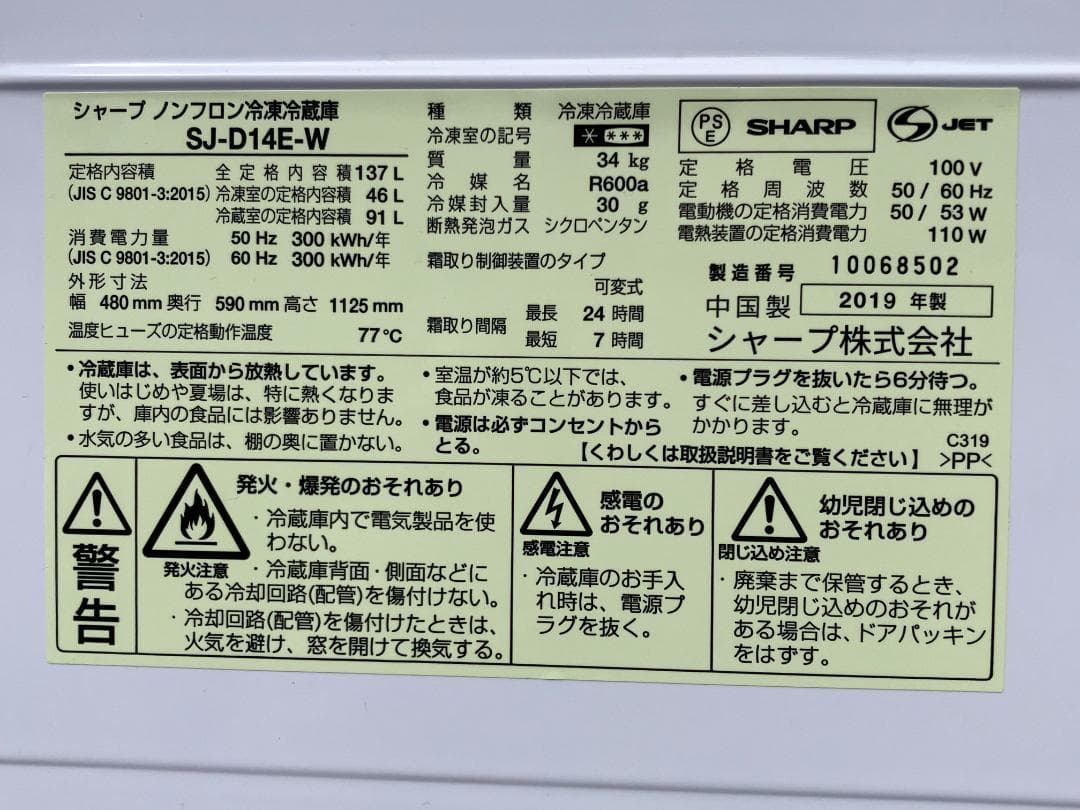 シャープ ノンフロン冷凍冷蔵庫
SJ-D14E-W
定格内容積 全定格内容積 137 L
(JIS C 9801-3:2015) 冷凍室の定格内容積 46 L
冷蔵室の定格内容積 91 L
消費電力量 50 Hz 300 kWh/年
(JIS C 9801-3:2015) 60 Hz 300 kWh/年
外形寸法
幅 480 mm 奥行 590 mm 高さ 1125 mm
温度ヒューズの定格動作温度 77℃
種類 冷凍冷蔵庫
冷凍室の記号 * ***
質量 34 kg
冷媒名 R600a
冷媒封入量 30 g
断熱発泡ガス シクロペンタン
霜取り制御装置のタイプ
可変式
霜取り間隔 最長 24 時間
最短 7 時間
PS
E
SHARP
S JET
定格電圧 100 V
定格周波数 50 / 60 Hz
電動機の定格消費電力 50 / 53 W
電熱装置の定格消費電力 110 W
製造番号 10068502
中国製 2019 年製
シャープ株式会社
・冷蔵庫は、表面から放熱しています。
使いはじめや夏場は、特に熱くなりま
すが、庫内の食品には影響ありません。
・水気の多い食品は、棚の奥に置かない。
・室温が約5℃以下では、
食品が凍ることがあります。
・電源は必ずコンセントから
とる。
・電源プラグを抜いたら6分待つ。
すぐに差し込むと冷蔵庫に無理が
かかります。
C319
【くわしくは取扱説明書をご覧ください】 >PP<
警告
発火・爆発のおそれあり
発火注意
・冷蔵庫内で電気製品を使
わない。
・冷蔵庫背面・側面などに
ある冷却回路(配管)を傷付けない。
・冷却回路(配管)を傷付けたときは、
火気を避け、窓を開けて換気する。
感電の
おそれあり
感電注意
・冷蔵庫のお手入
れ時は、電源プ
ラグを抜く。
幼児閉じ込めの
おそれあり
閉じ込め注意
・廃棄まで保管するとき、
幼児閉じ込めのおそれが
ある場合は、ドアパッキン
をはずす。